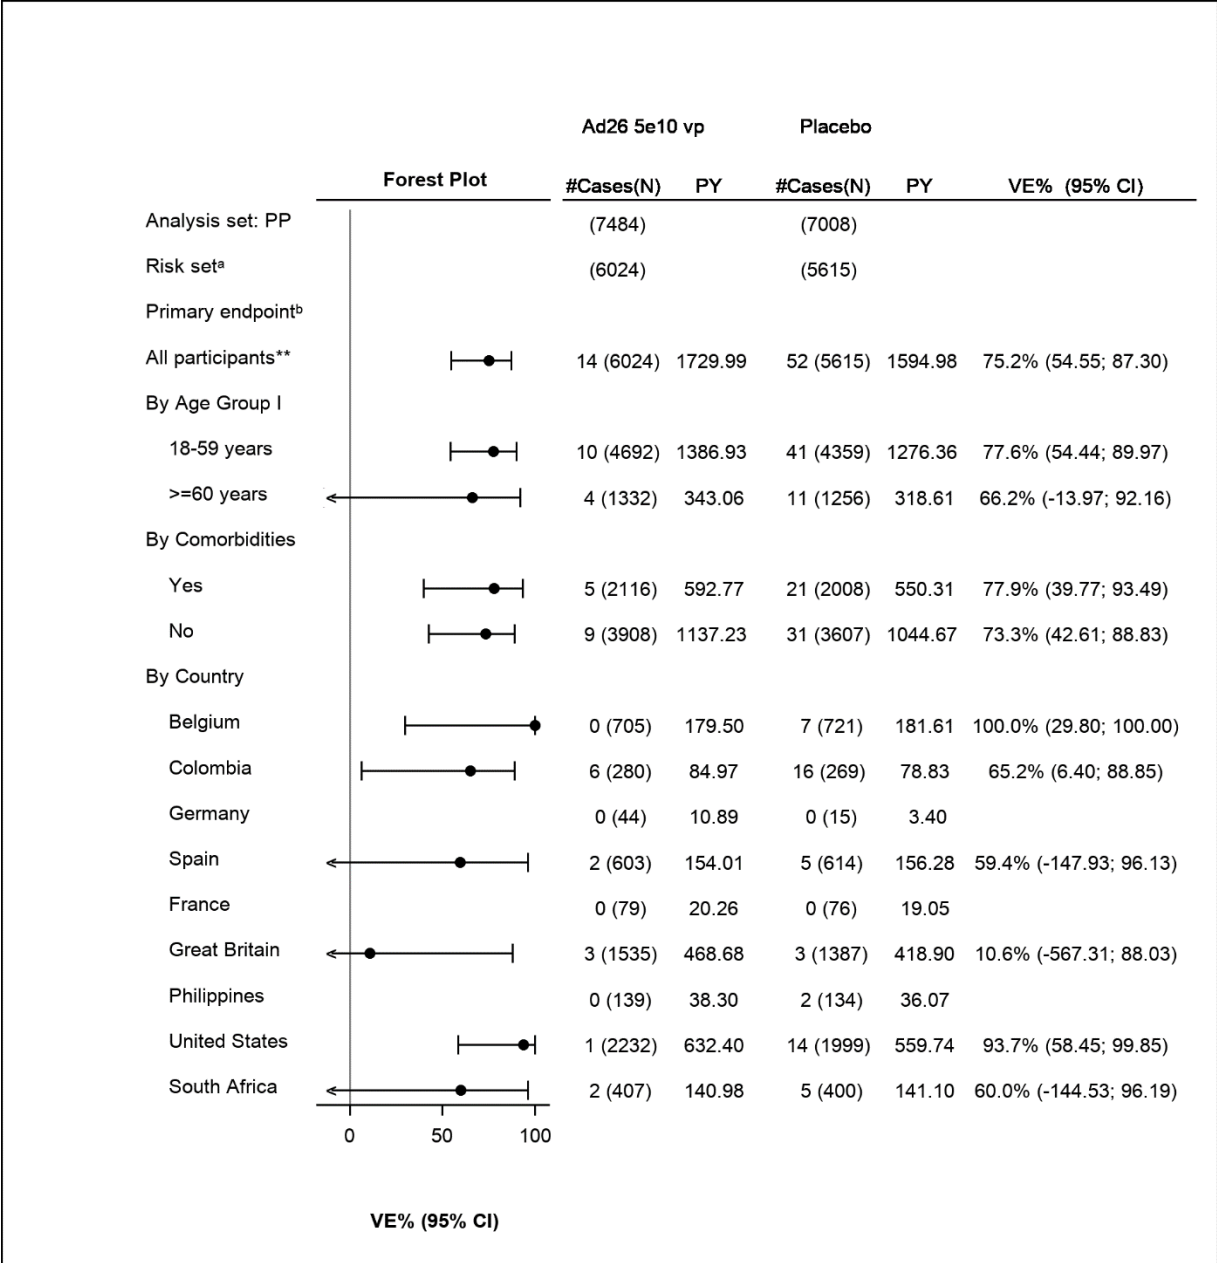 Ad26 5e10 vp Placebo
Forest Plot #Cases(N) PY #Cases(N) PY VE% (95% CI)
Analysis set: PP (7484) (7008)
Risk setᵃ (6024) (5615)
Primary endpointᵇ
All participants** 14 (6024) 1729.99 52 (5615) 1594.98 75.2% (54.55; 87.30)
By Age Group I
18-59 years 10 (4692) 1386.93 41 (4359) 1276.36 77.6% (54.44; 89.97)
>=60 years 4 (1332) 343.06 11 (1256) 318.61 66.2% (-13.97; 92.16)
By Comorbidities
Yes 5 (2116) 592.77 21 (2008) 550.31 77.9% (39.77; 93.49)
No 9 (3908) 1137.23 31 (3607) 1044.67 73.3% (42.61; 88.83)
By Country
Belgium 0 (705) 179.50 7 (721) 181.61 100.0% (29.80; 100.00)
Colombia 6 (280) 84.97 16 (269) 78.83 65.2% (6.40; 88.85)
Germany 0 (44) 10.89 0 (15) 3.40
Spain 2 (603) 154.01 5 (614) 156.28 59.4% (-147.93; 96.13)
France 0 (79) 20.26 0 (76) 19.05
Great Britain 3 (1535) 468.68 3 (1387) 418.90 10.6% (-567.31; 88.03)
Philippines 0 (139) 38.30 2 (134) 36.07
United States 1 (2232) 632.40 14 (1999) 559.74 93.7% (58.45; 99.85)
South Africa 2 (407) 140.98 5 (400) 141.10 60.0% (-144.53; 96.19)
0 50 100
VE% (95% CI)